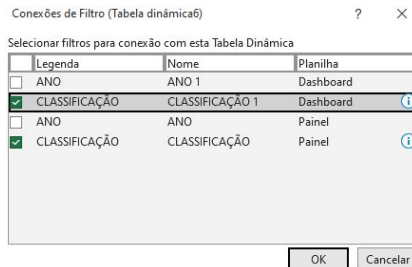 Conexões de Filtro (Tabela dinâmica6) ? ×
Selecionar filtros para conexão com esta Tabela Dinâmica
Legenda Nome Planilha
ANO ANO 1 Dashboard
CLASSIFICAÇÃO CLASSIFICAÇÃO 1 Dashboard
ANO ANO Painel
CLASSIFICAÇÃO CLASSIFICAÇÃO Painel
OK Cancelar